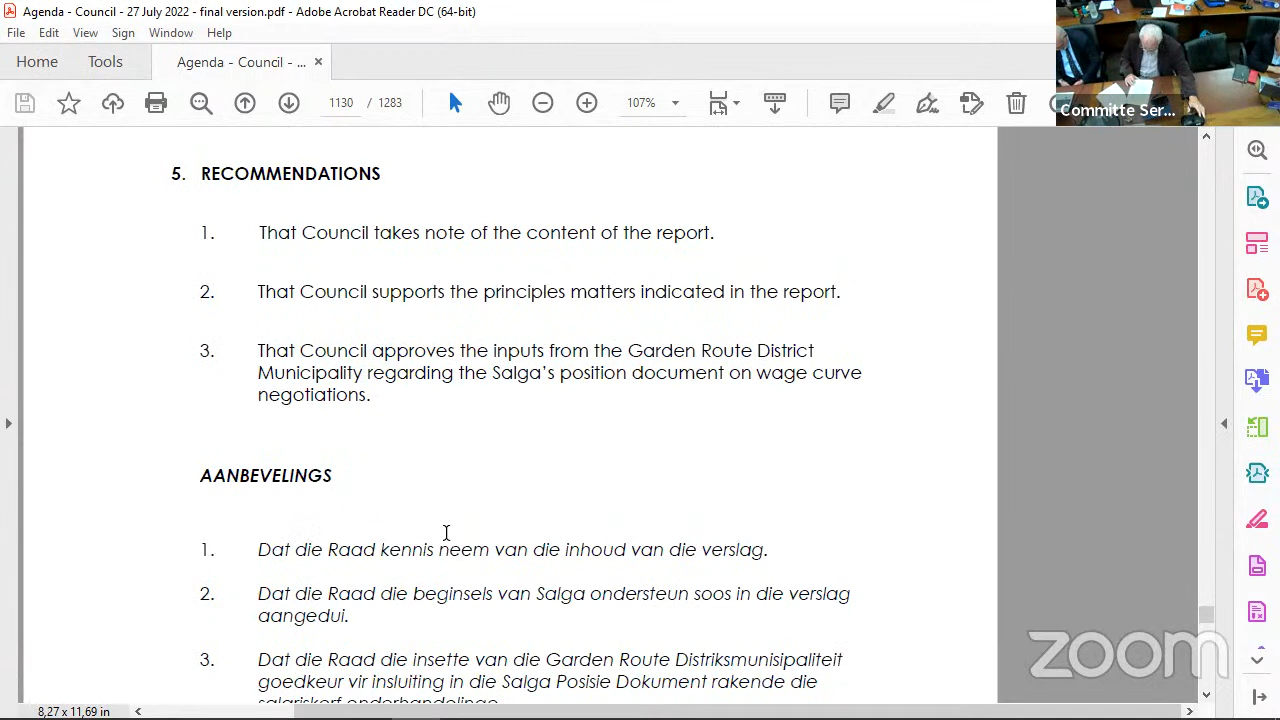 Agenda - Council - 27 July 2022 - final version.pdf - Adobe Acrobat Reader DC (64-bit)
File Edit View Sign Window Help
Home Tools Agenda - Council - ... ×
1130 / 1283 107%
Committe Ser...
5. RECOMMENDATIONS
1. That Council takes note of the content of the report.
2. That Council supports the principles matters indicated in the report.
3. That Council approves the inputs from the Garden Route District
Municipality regarding the Salga's position document on wage curve
negotiations.
AANBEVELINGS
1. Dat die Raad kennis neem van die inhoud van die verslag.
2. Dat die Raad die beginsels van Salga ondersteun soos in die verslag
aangedui.
3. Dat die Raad die insette van die Garden Route Distriksmunisipaliteit
goedkeur vir insluiting in die Salga Posisie Dokument rakende die
zoom
8,27 x 11,69 in